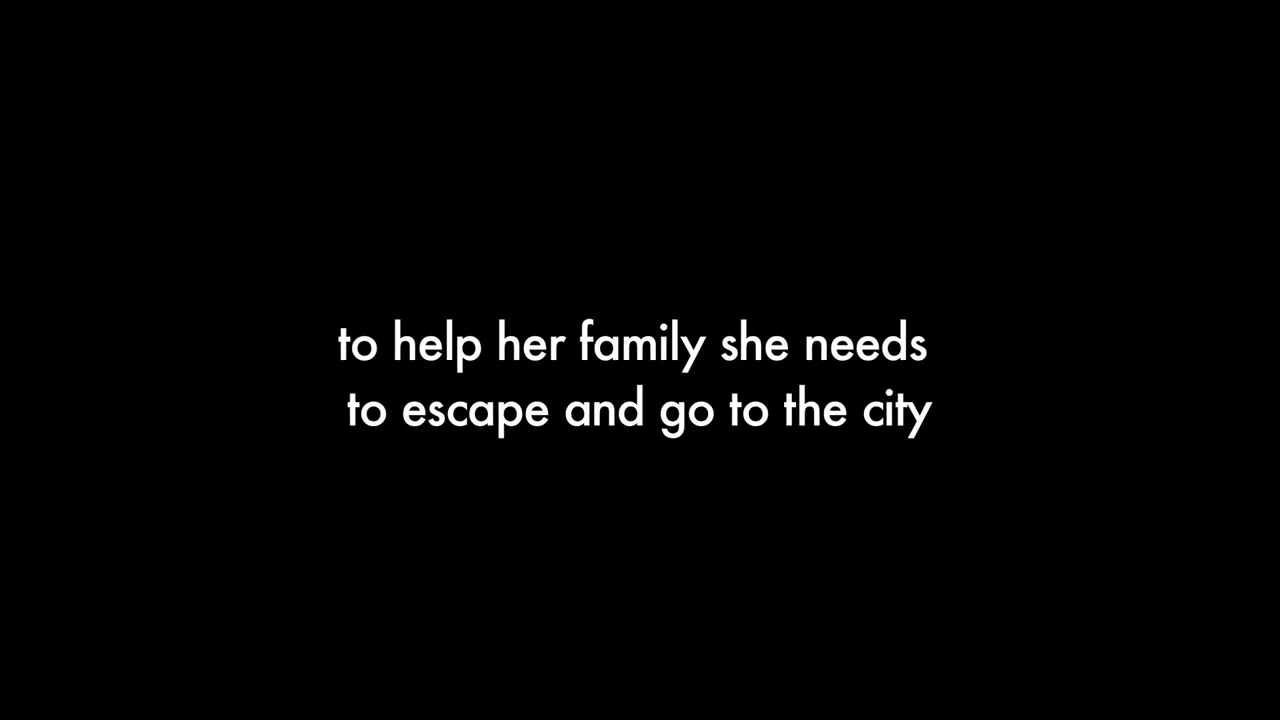 to help her family she needs
to escape and go to the city